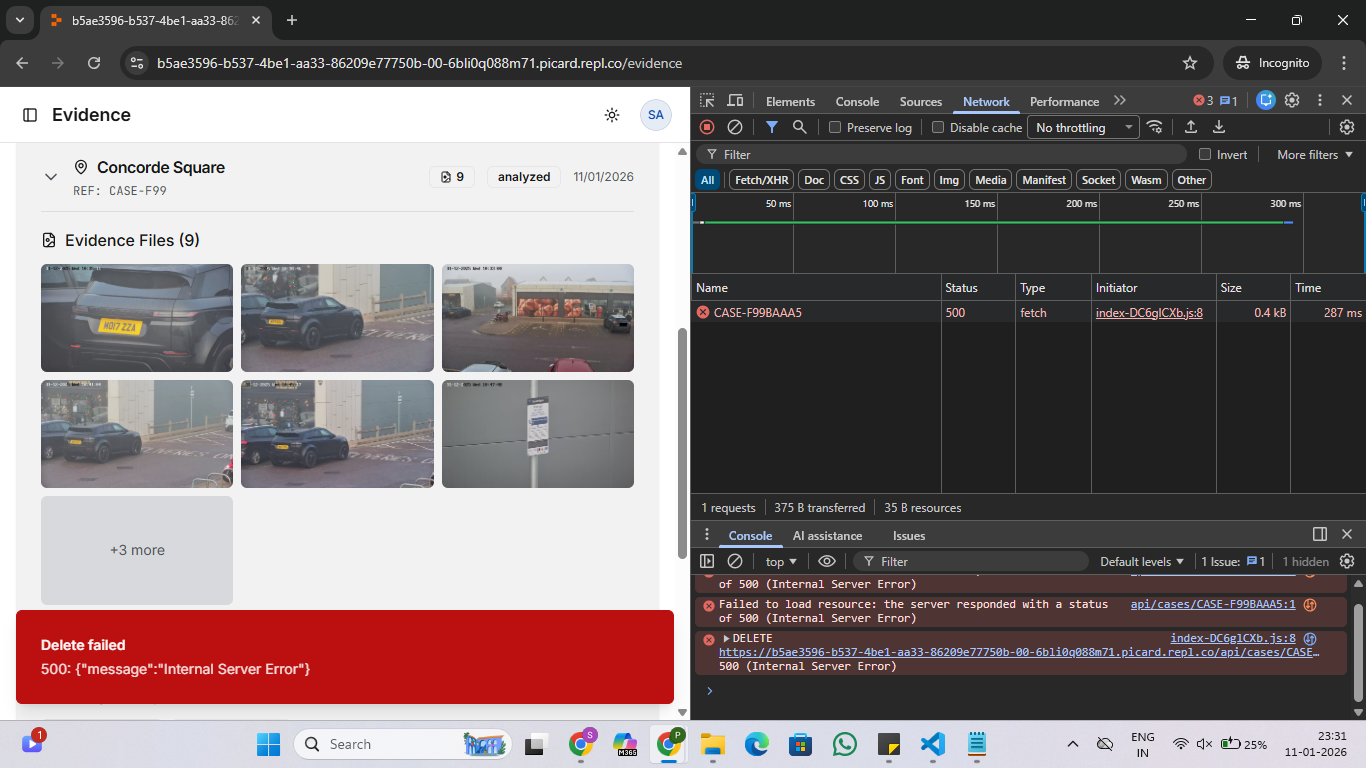 b5ae3596-b537-4be1-aa33-862
b5ae3596-b537-4be1-aa33-86209e77750b-00-6bli0q088m71.picard.repl.co/evidence
Incognito
Evidence
SA
Concorde Square
REF: CASE-F99
9
analyzed
11/01/2026
Evidence Files (9)
MO17 ZZA
+3 more
Delete failed
500: {"message":"Internal Server Error"}
Elements
Console
Sources
Network
Performance
3
1
Preserve log
Disable cache
No throttling
Filter
Invert
More filters
All
Fetch/XHR
Doc
CSS
JS
Font
Img
Media
Manifest
Socket
Wasm
Other
50 ms
100 ms
150 ms
200 ms
250 ms
300 ms
Name
Status
Type
Initiator
Size
Time
CASE-F99BAAA5
500
fetch
index-DC6glCXb.js:8
0.4 kB
287 ms
1 requests
375 B transferred
35 B resources
Console
AI assistance
Issues
top
Filter
Default levels
1 Issue:
1
1 hidden
of 500 (Internal Server Error)
Failed to load resource: the server responded with a status
api/cases/CASE-F99BAAA5:1
of 500 (Internal Server Error)
DELETE
index-DC6glCXb.js:8
https://b5ae3596-b537-4be1-aa33-86209e77750b-00-6bli0q088m71.picard.repl.co/api/cases/CASE…
500 (Internal Server Error)
1
Search
S
M365
P
ENG
IN
25%
23:31
11-01-2026